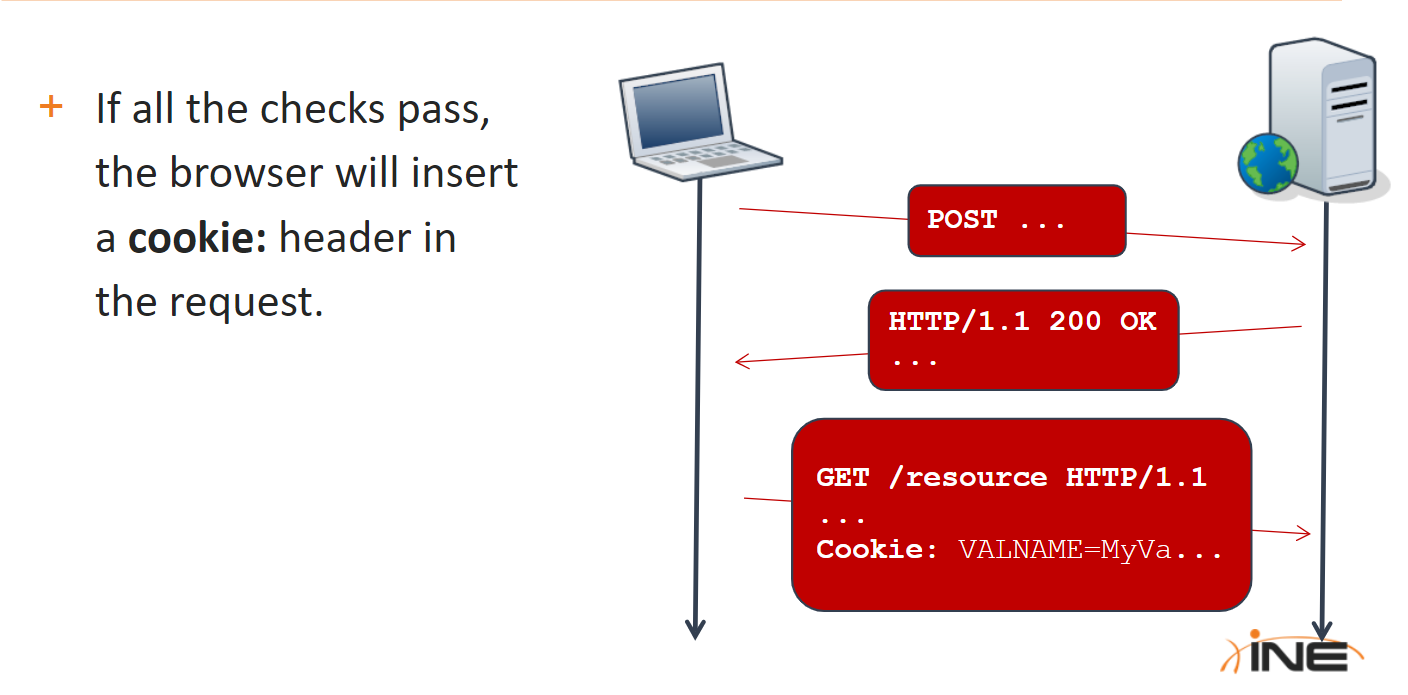 + If all the checks pass,
the browser will insert
a cookie: header in
the request.
POST ...
HTTP/1.1 200 OK
...
GET /resource HTTP/1.1
...
Cookie: VALNAME=MyVa...
INE